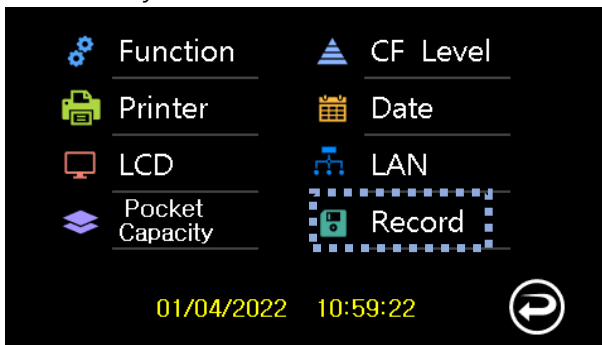 Function
CF Level
Printer
Date
LCD
LAN
Pocket
Capacity
Record
01/04/2022 10:59:22